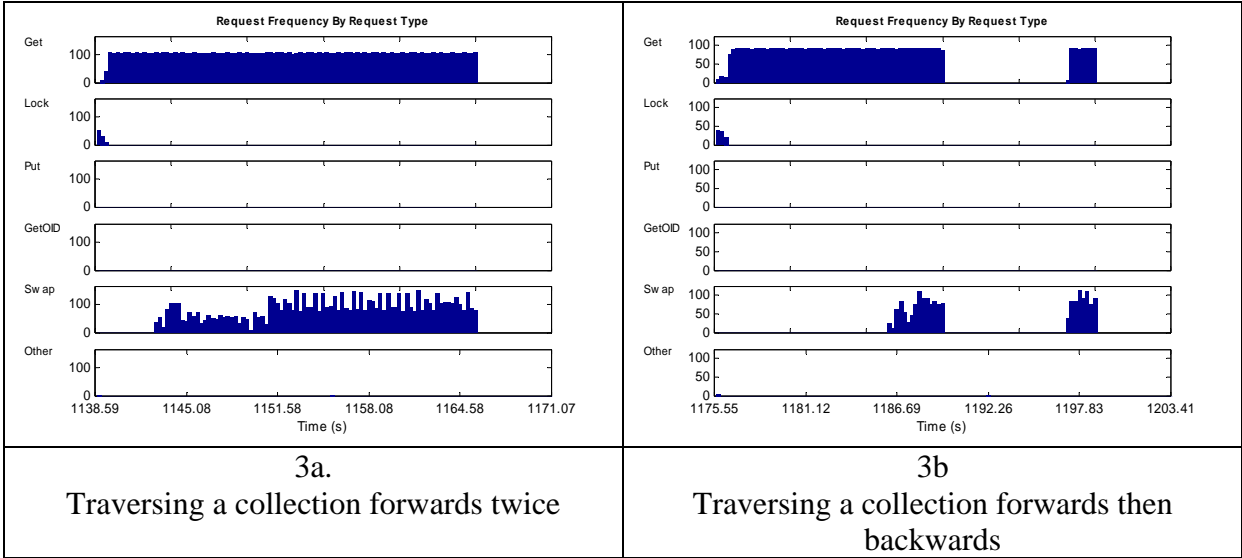 Request Frequency By Request Type
Get
100
0
Lock
100
0
Put
100
0
GetOID
100
0
Swap
100
0
Other
100
0
1138.59 1145.08 1151.58 1158.08 1164.58 1171.07
Time (s)
3a.
Traversing a collection forwards twice
Request Frequency By Request Type
Get
100
50
0
Lock
100
50
0
Put
100
50
0
GetOID
100
50
0
Swap
100
50
0
Other
100
50
0
1175.55 1181.12 1186.69 1192.26 1197.83 1203.41
Time (s)
3b
Traversing a collection forwards then
backwards